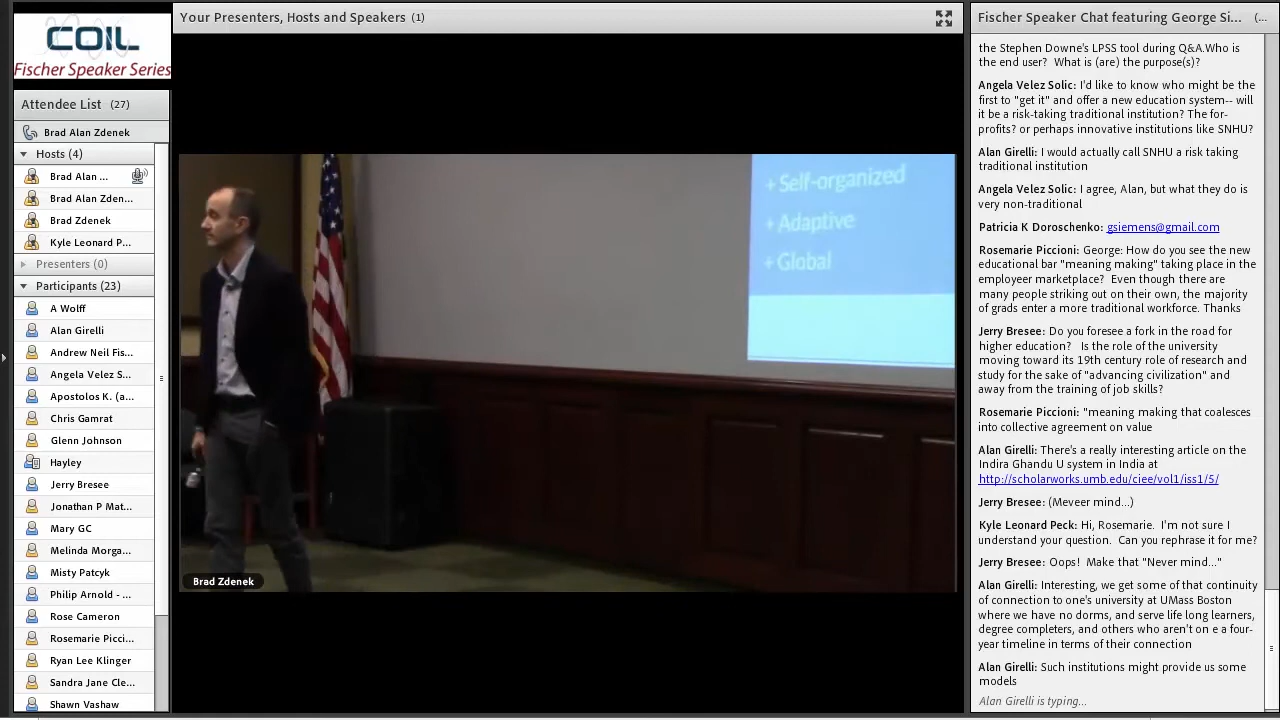 COIL
Fischer Speaker Series
Attendee List (27)
Brad Alan Zdenek
Hosts (4)
Brad Alan ...
Brad Alan Zden...
Brad Zdenek
Kyle Leonard P...
Presenters (0)
Participants (23)
A Wolff
Alan Girelli
Andrew Neil Fis...
Angela Velez S...
Apostolos K. (a...
Chris Gamrat
Glenn Johnson
Hayley
Jerry Bresee
Jonathan P Mat...
Mary GC
Melinda Morga...
Misty Patcyk
Philip Arnold - ...
Rose Cameron
Rosemarie Picci...
Ryan Lee Klinger
Sandra Jane Cle...
Shawn Vashaw
Your Presenters, Hosts and Speakers (1)
+ Self-organized
+ Adaptive
+ Global
Brad Zdenek
Fischer Speaker Chat featuring George Si... (...
the Stephen Downe's LPSS tool during Q&A.Who is
the end user? What is (are) the purpose(s)?
Angela Velez Solic: I'd like to know who might be the
first to "get it" and offer a new education system-- will
it be a risk-taking traditional institution? The for-
profits? or perhaps innovative institutions like SNHU?
Alan Girelli: I would actually call SNHU a risk taking
traditional institution
Angela Velez Solic: I agree, Alan, but what they do is
very non-traditional
Patricia K Doroschenko: gsiemens@gmail.com
Rosemarie Piccioni: George: How do you see the new
educational bar "meaning making" taking place in the
employeer marketplace? Even though there are
many people striking out on their own, the majority
of grads enter a more traditional workforce. Thanks
Jerry Bresee: Do you foresee a fork in the road for
higher education? Is the role of the university
moving toward its 19th century role of research and
study for the sake of "advancing civilization" and
away from the training of job skills?
Rosemarie Piccioni: "meaning making that coalesces
into collective agreement on value
Alan Girelli: There's a really interesting article on the
Indira Ghandu U system in India at
http://scholarworks.umb.edu/ciee/vol1/iss1/5/
Jerry Bresee: (Meveer mind...)
Kyle Leonard Peck: Hi, Rosemarie. I'm not sure I
understand your question. Can you rephrase it for me?
Jerry Bresee: Oops! Make that "Never mind..."
Alan Girelli: Interesting, we get some of that continuity
of connection to one's university at UMass Boston
where we have no dorms, and serve life long learners,
degree completers, and others who aren't on e a four-
year timeline in terms of their connection
Alan Girelli: Such institutions might provide us some
models
Alan Girelli is typing...